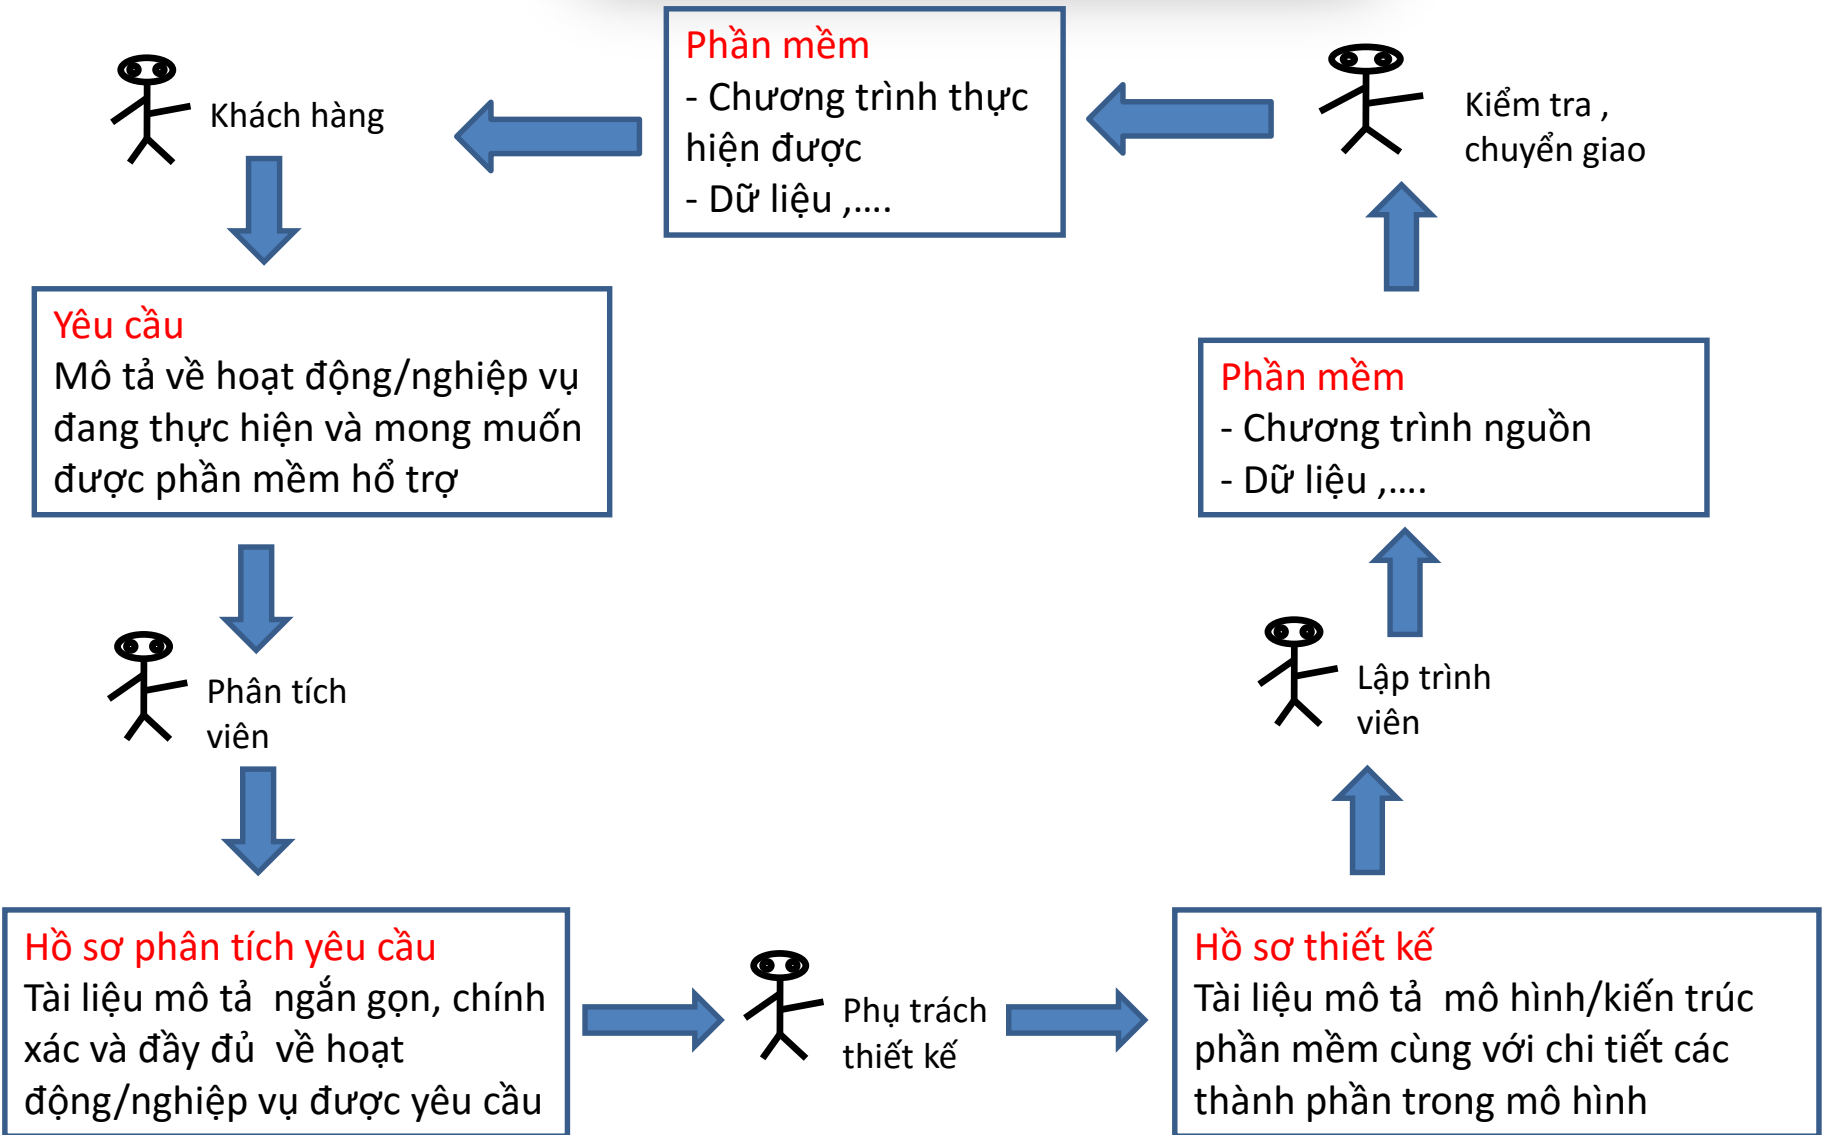 Khách hàng
Phần mềm
- Chương trình thực
hiện được
- Dữ liệu ,....
Kiểm tra ,
chuyển giao
Yêu cầu
Mô tả về hoạt động/nghiệp vụ
đang thực hiện và mong muốn
được phần mềm hổ trợ
Phần mềm
- Chương trình nguồn
- Dữ liệu ,....
Phân tích
viên
Lập trình
viên
Hồ sơ phân tích yêu cầu
Tài liệu mô tả  ngắn gọn, chính
xác và đầy đủ  về hoạt
động/nghiệp vụ được yêu cầu
Phụ trách
thiết kế
Hồ sơ thiết kế
Tài liệu mô tả  mô hình/kiến trúc
phần mềm cùng với chi tiết các
thành phần trong mô hình